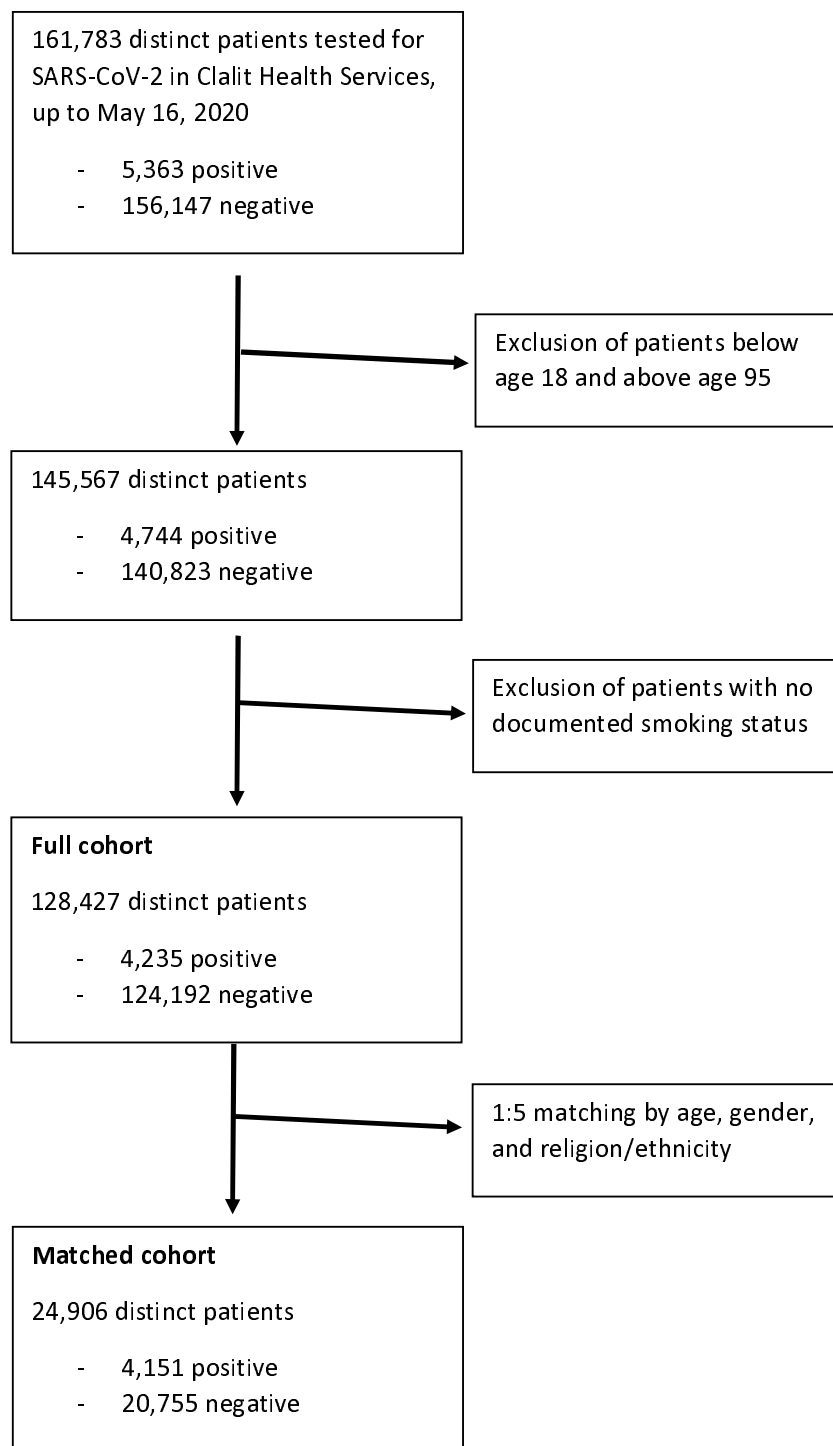 161,783 distinct patients tested for
SARS-CoV-2 in Clalit Health Services,
up to May 16, 2020
- 5,363 positive
- 156,147 negative
Exclusion of patients below
age 18 and above age 95
145,567 distinct patients
- 4,744 positive
- 140,823 negative
Exclusion of patients with no
documented smoking status
Full cohort
128,427 distinct patients
- 4,235 positive
- 124,192 negative
1:5 matching by age, gender,
and religion/ethnicity
Matched cohort
24,906 distinct patients
- 4,151 positive
- 20,755 negative